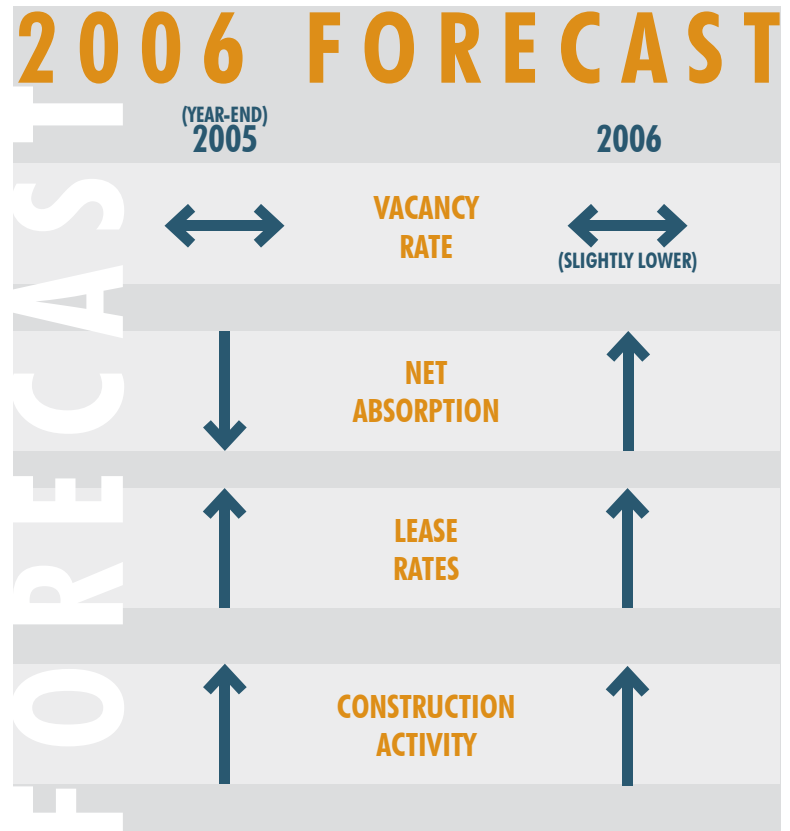 2006 FORECAST
FORECAST
(YEAR-END)
2005
2006
VACANCY
RATE
(SLIGHTLY LOWER)
NET
ABSORPTION
LEASE
RATES
CONSTRUCTION
ACTIVITY